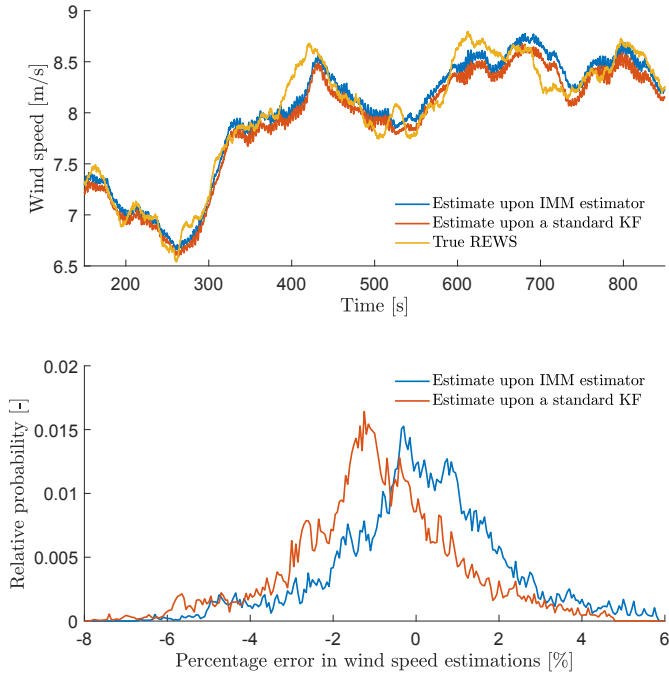 9
8.5
8
7.5
7
6.5
Wind speed [m/s]
Estimate upon IMM estimator
Estimate upon a standard KF
True REWS
200 300 400 500 600 700 800
Time [s]
0.02
0.015
0.01
0.005
0
Relative probability [-]
Estimate upon IMM estimator
Estimate upon a standard KF
-8 -6 -4 -2 0 2 4 6
Percentage error in wind speed estimations [%]